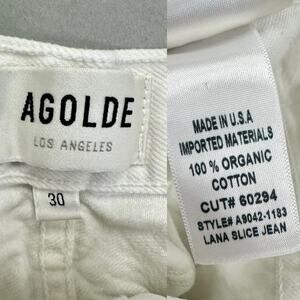 AGOLDE
LOS ANGELES
30
MADE IN U.S.A
IMPORTED MATERIALS
100 % ORGANIC
COTTON
CUT# 60294
STYLE# A9042-1183
LANA SLICE JEAN